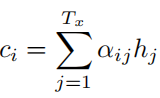 c_i = \sum_{j=1}^{T_x} \alpha_{ij} h_j